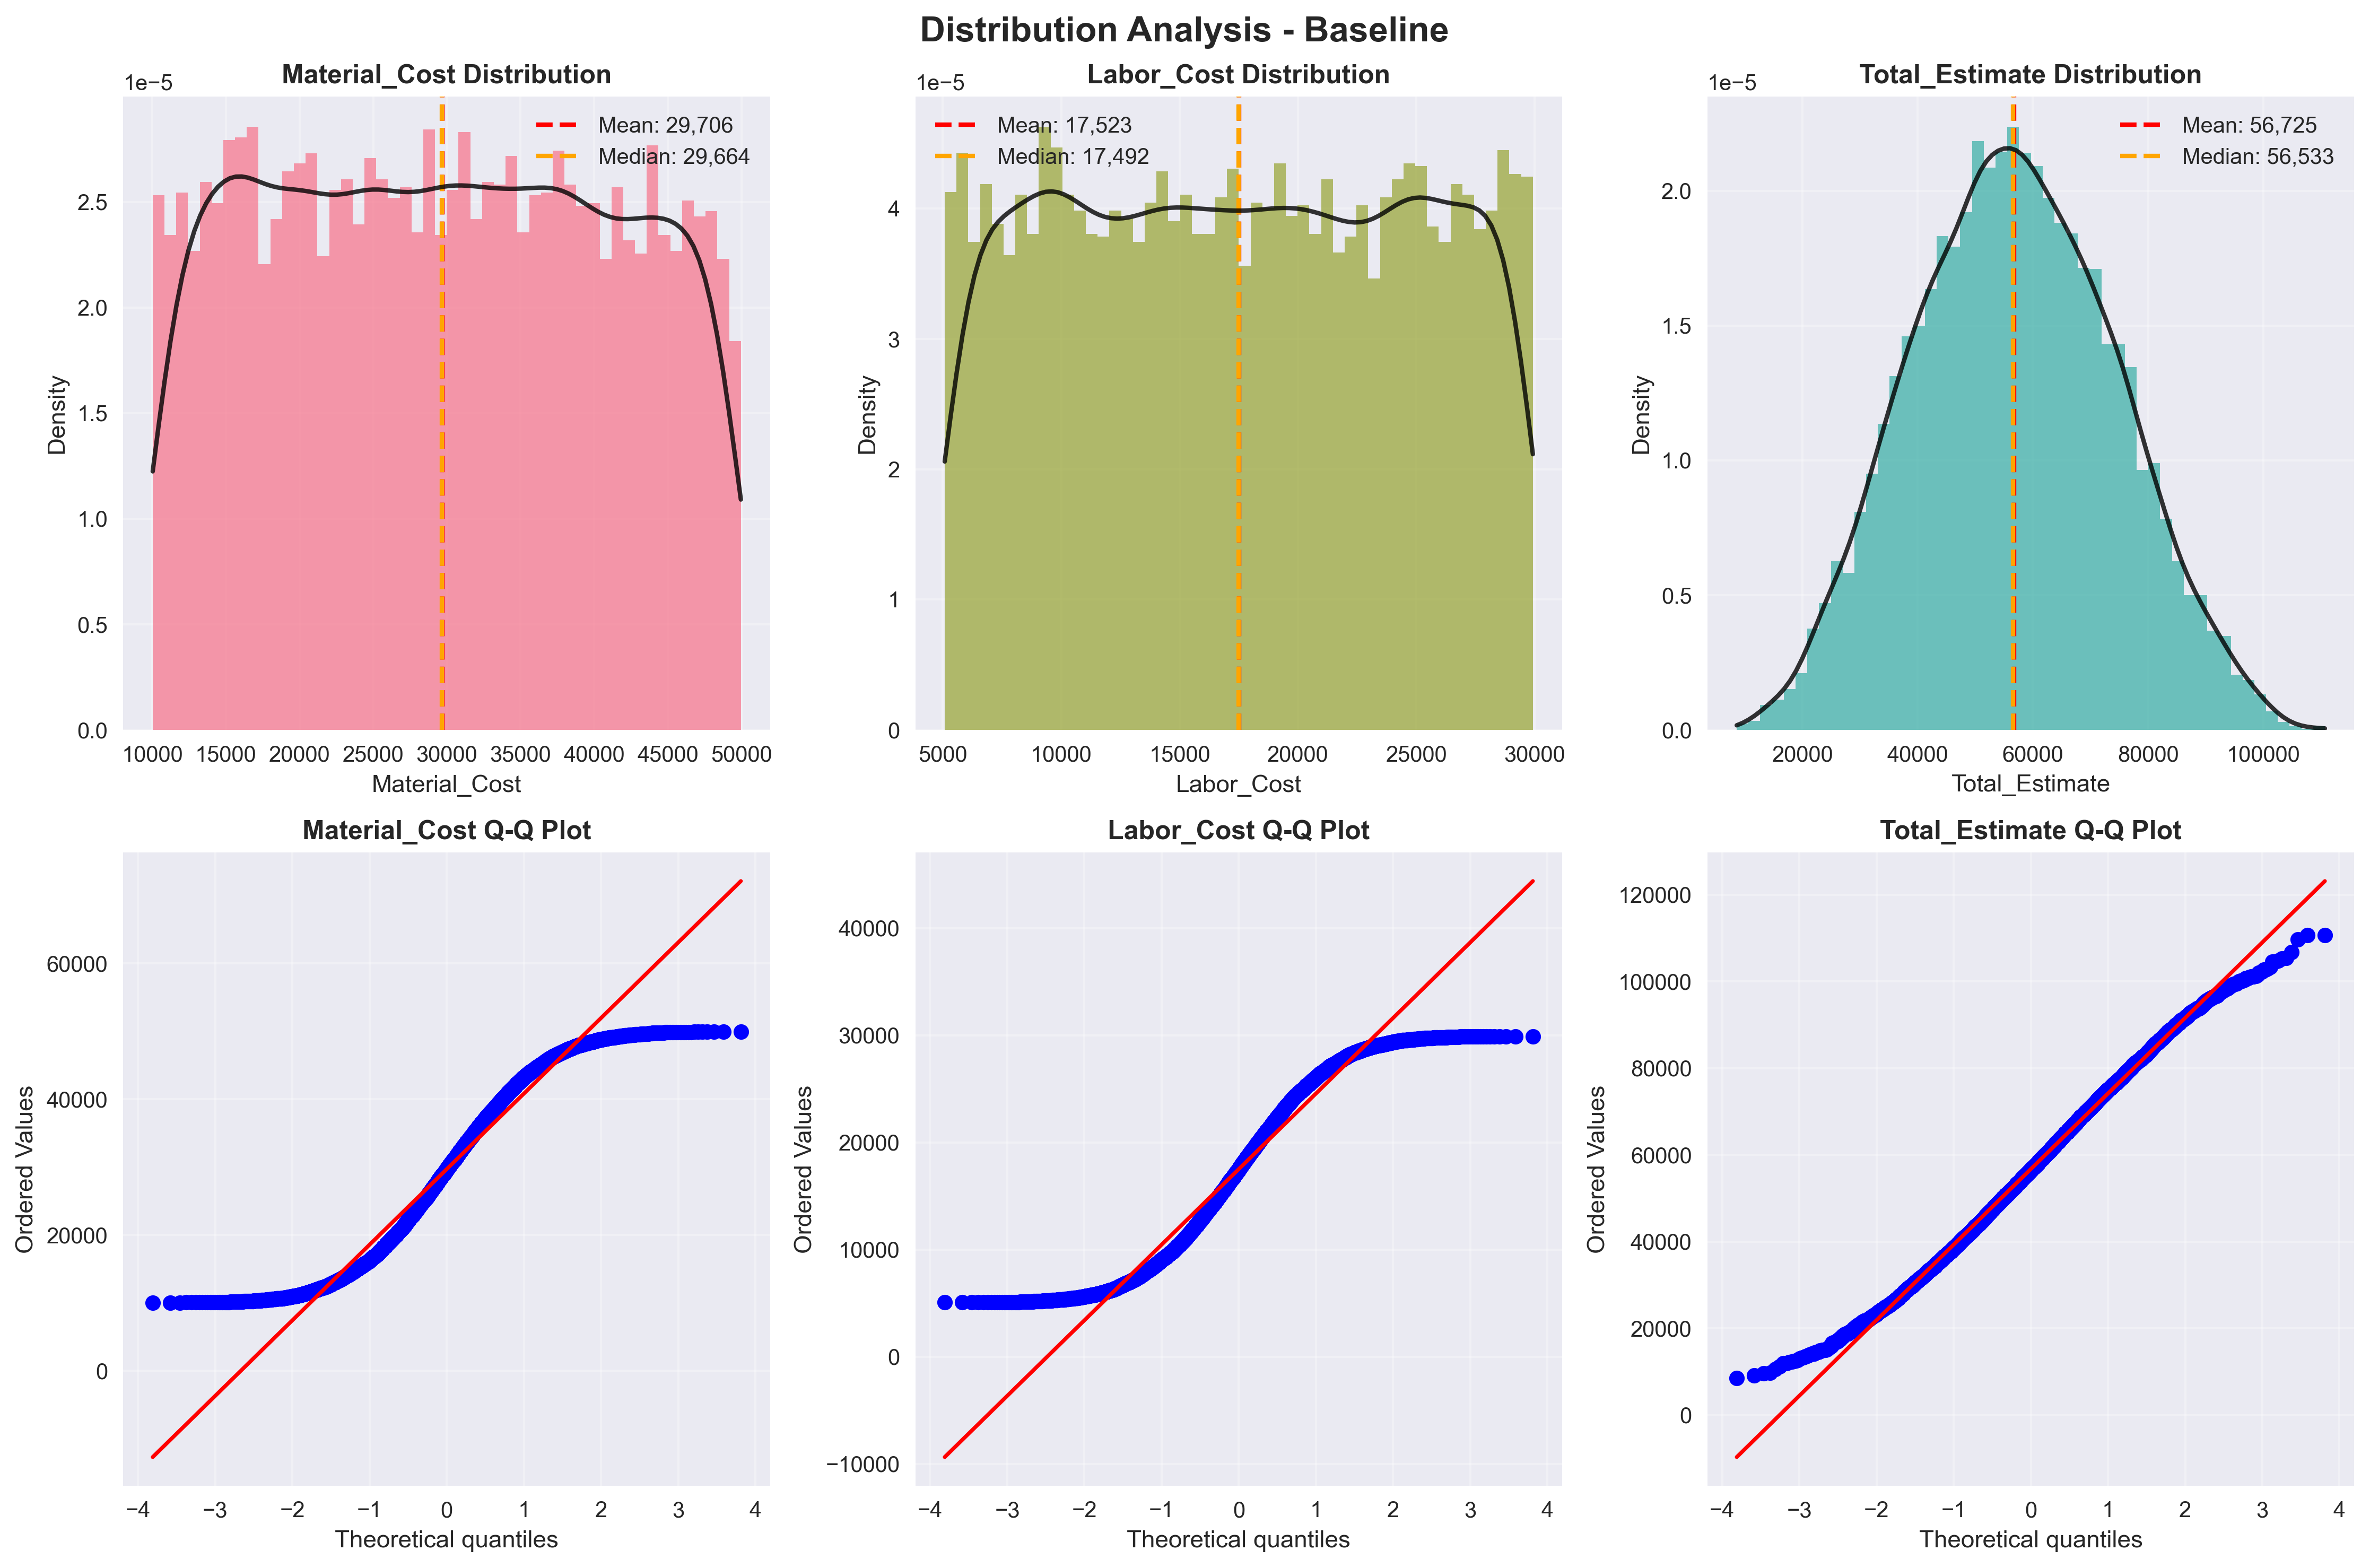 Distribution Analysis - Baseline
Material_Cost Distribution
1e−5
Mean: 29,706
Median: 29,664
2.5
2.0
1.5
1.0
0.5
0.0
Density
10000 15000 20000 25000 30000 35000 40000 45000 50000
Material_Cost
Labor_Cost Distribution
1e−5
Mean: 17,523
Median: 17,492
4
3
2
1
0
Density
5000 10000 15000 20000 25000 30000
Labor_Cost
Total_Estimate Distribution
1e−5
Mean: 56,725
Median: 56,533
2.0
1.5
1.0
0.5
0.0
Density
20000 40000 60000 80000 100000
Total_Estimate
Material_Cost Q-Q Plot
60000
40000
20000
0
Ordered Values
−4 −3 −2 −1 0 1 2 3 4
Theoretical quantiles
Labor_Cost Q-Q Plot
40000
30000
20000
10000
0
−10000
Ordered Values
−4 −3 −2 −1 0 1 2 3 4
Theoretical quantiles
Total_Estimate Q-Q Plot
120000
100000
80000
60000
40000
20000
0
Ordered Values
−4 −3 −2 −1 0 1 2 3 4
Theoretical quantiles